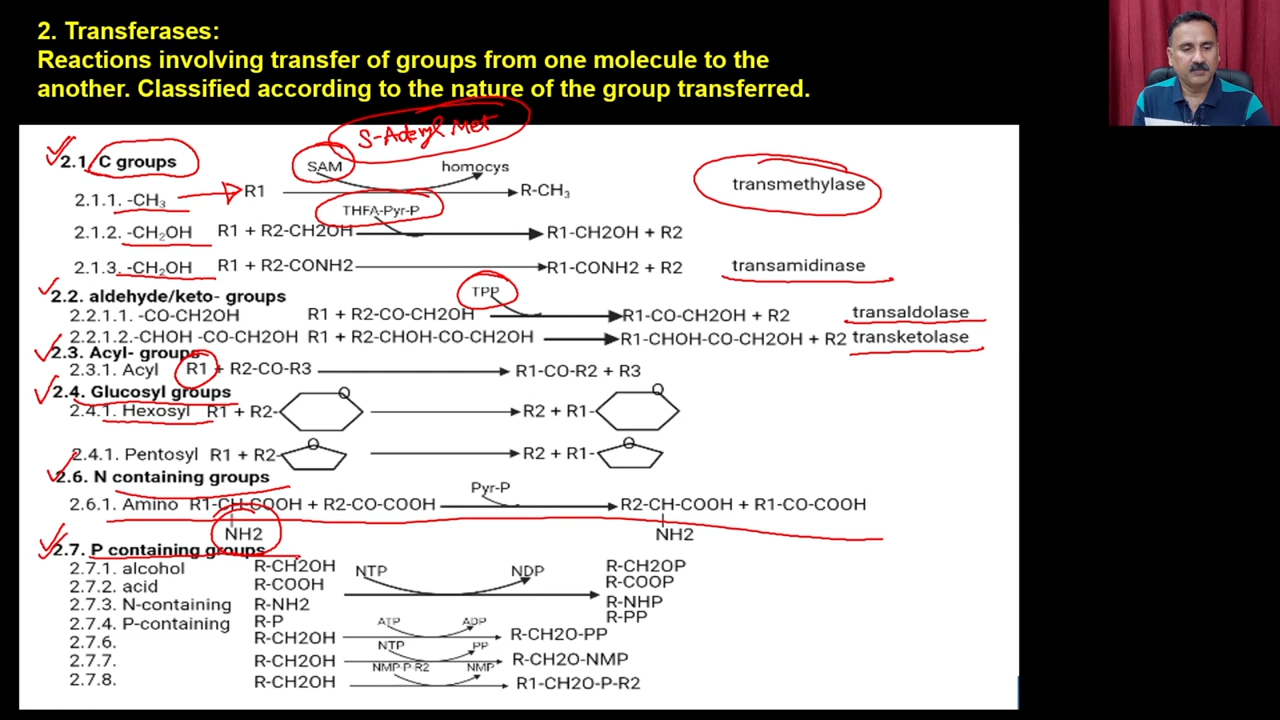 2. Transferases:
Reactions involving transfer of groups from one molecule to the
another. Classified according to the nature of the group transferred.
S-Adenyl Met
2.1 C groups
SAM homocys
2.1.1. -CH₃ R1 R-CH₃ transmethylase
THFA-Pyr-P
2.1.2. -CH₂OH R1 + R2-CH2OH R1-CH2OH + R2
2.1.3. -CH₂OH R1 + R2-CONH2 R1-CONH2 + R2 transamidinase
2.2. aldehyde/keto- groups TPP
2.2.1.1. -CO-CH2OH R1 + R2-CO-CH2OH R1-CO-CH2OH + R2 transaldolase
2.2.1.2.-CHOH -CO-CH2OH R1 + R2-CHOH-CO-CH2OH R1-CHOH-CO-CH2OH + R2 transketolase
2.3. Acyl- groups
2.3.1. Acyl R1 + R2-CO-R3 R1-CO-R2 + R3
2.4. Glucosyl groups
2.4.1. Hexosyl R1 + R2- O R2 + R1- O
2.4.1. Pentosyl R1 + R2- O R2 + R1- O
2.6. N containing groups
Pyr-P
2.6.1. Amino R1-CH-COOH + R2-CO-COOH R2-CH-COOH + R1-CO-COOH
NH2 NH2
2.7. P containing groups
2.7.1. alcohol R-CH2OH NTP NDP R-CH2OP
2.7.2. acid R-COOH R-COOP
2.7.3. N-containing R-NH2 R-NHP
2.7.4. P-containing R-P R-PP
ATP ADP
2.7.6. R-CH2OH R-CH2O-PP
NTP PP
2.7.7. R-CH2OH R-CH2O-NMP
NMP-P-R2 NMP
2.7.8. R-CH2OH R1-CH2O-P-R2